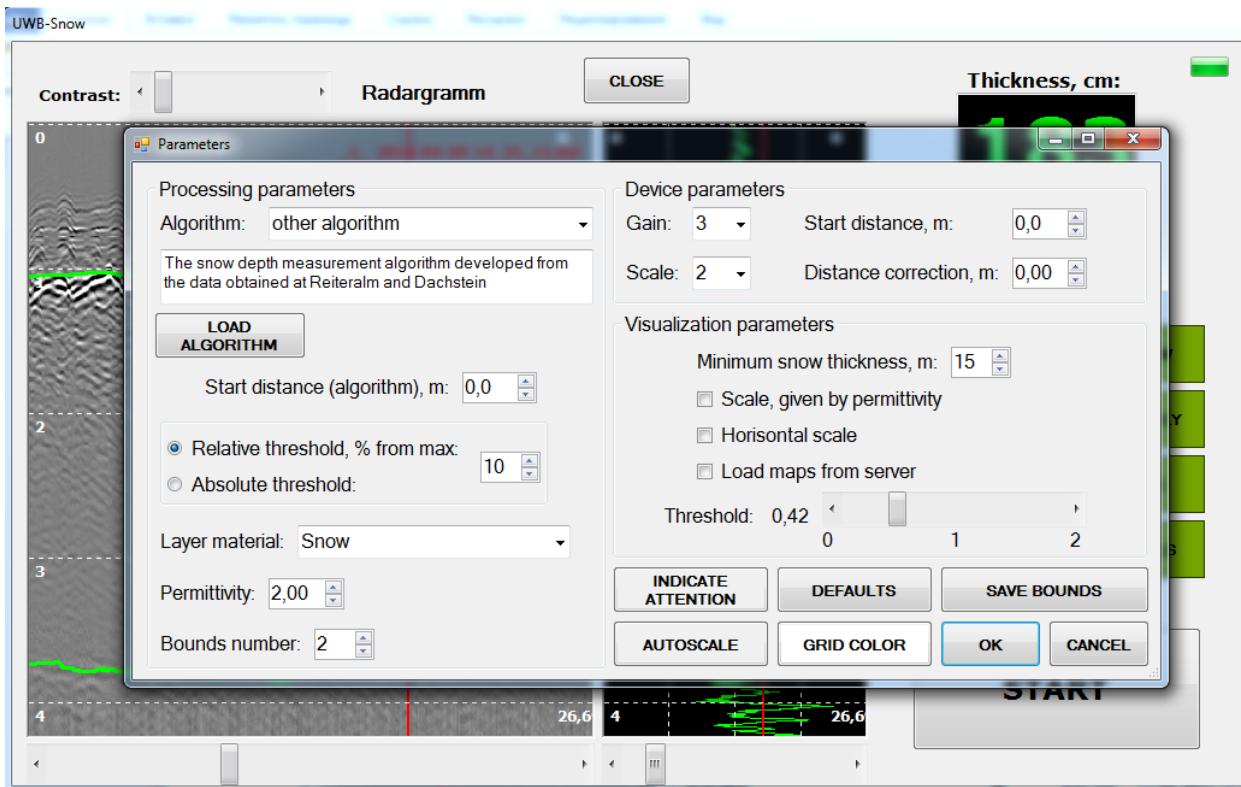 UWB-Snow
Contrast:
Radargramm
CLOSE
Thickness, cm:
0
Parameters
Processing parameters
Algorithm: other algorithm
The snow depth measurement algorithm developed from
the data obtained at Reiteralm and Dachstein
LOAD
ALGORITHM
Start distance (algorithm), m: 0,0
Relative threshold, % from max:
10
Absolute threshold:
Layer material: Snow
Permittivity: 2,00
Bounds number: 2
Device parameters
Gain: 3 Start distance, m: 0,0
Scale: 2 Distance correction, m: 0,00
Visualization parameters
Minimum snow thickness, m: 15
Scale, given by permittivity
Horisontal scale
Load maps from server
Threshold: 0,42
0 1 2
INDICATE
ATTENTION
DEFAULTS
SAVE BOUNDS
AUTOSCALE
GRID COLOR
OK
CANCEL
2
3
START
4 26,6 4 26,6